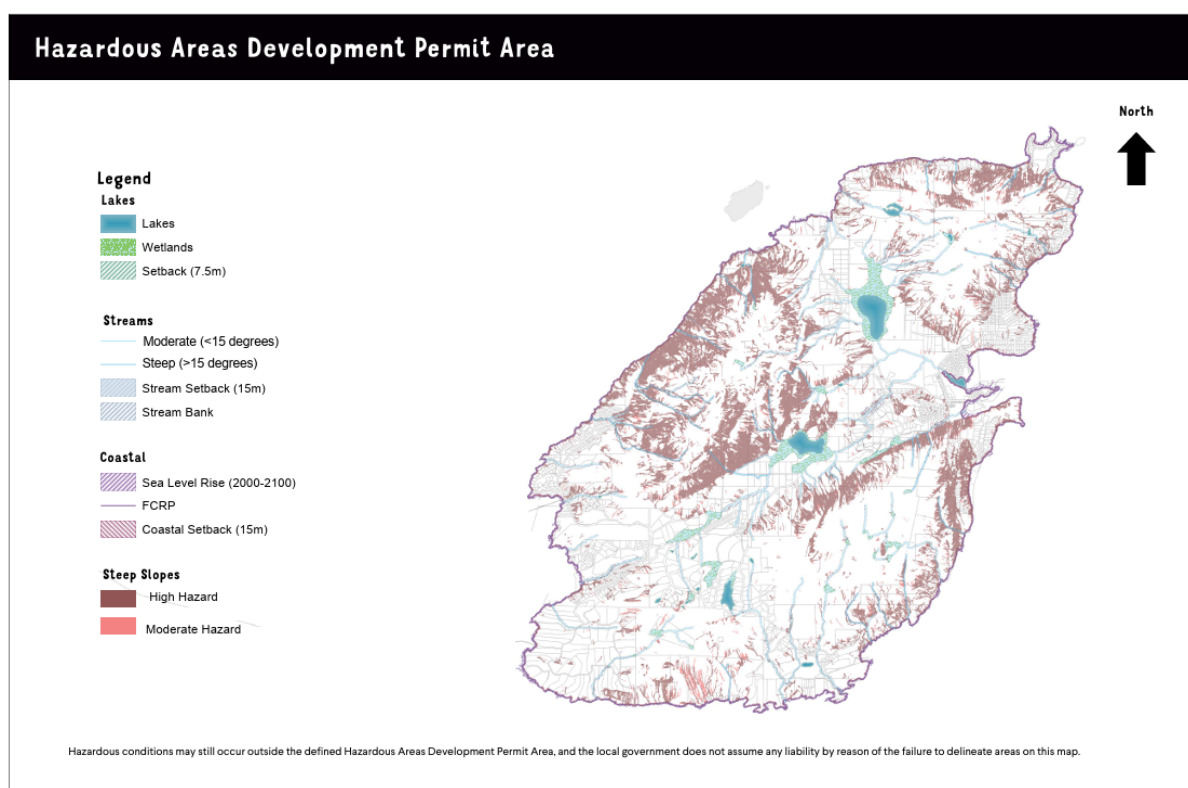 Hazardous Areas Development Permit Area
North
Legend
Lakes
Lakes
Wetlands
Setback (7.5m)
Streams
Moderate (<15 degrees)
Steep (>15 degrees)
Stream Setback (15m)
Stream Bank
Coastal
Sea Level Rise (2000-2100)
FCRP
Coastal Setback (15m)
Steep Slopes
High Hazard
Moderate Hazard
Hazardous conditions may still occur outside the defined Hazardous Areas Development Permit Area, and the local government does not assume any liability by reason of the failure to delineate areas on this map.